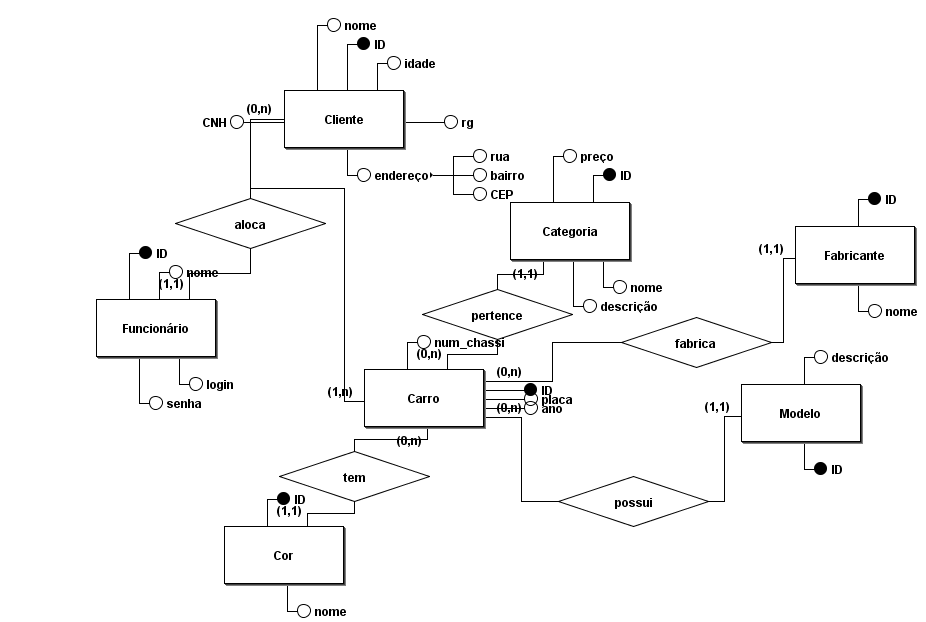 nome
ID
idade
(0,n)
Cliente
CNH
rg
rua
endereço
bairro
CEP
preço
ID
Categoria
ID
Fabricante
nome
aloca
(1,1)
ID
nome
(1,1)
Funcionário
login
senha
(1,1)
nome
descrição
pertence
num_chassi
(0,n)
fabrica
(0,n)
ID
placa
ano
(0,n)
(1,n)
Carro
descrição
(1,1)
Modelo
ID
(0,n)
tem
possui
ID
(1,1)
Cor
nome